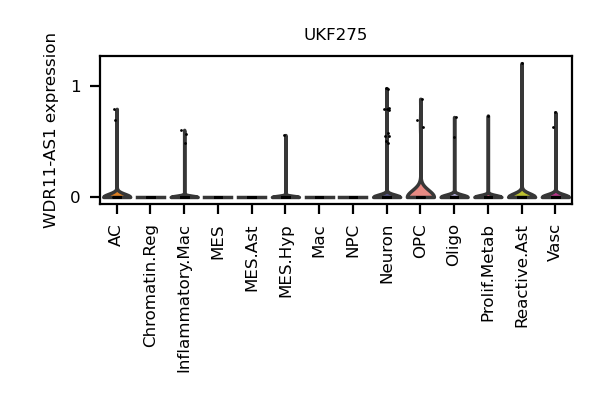 UKF275
WDR11-AS1 expression
1
0
AC
Chromatin.Reg
Inflammatory.Mac
MES
MES.Ast
MES.Hyp
Mac
NPC
Neuron
OPC
Oligo
Prolif.Metab
Reactive.Ast
Vasc